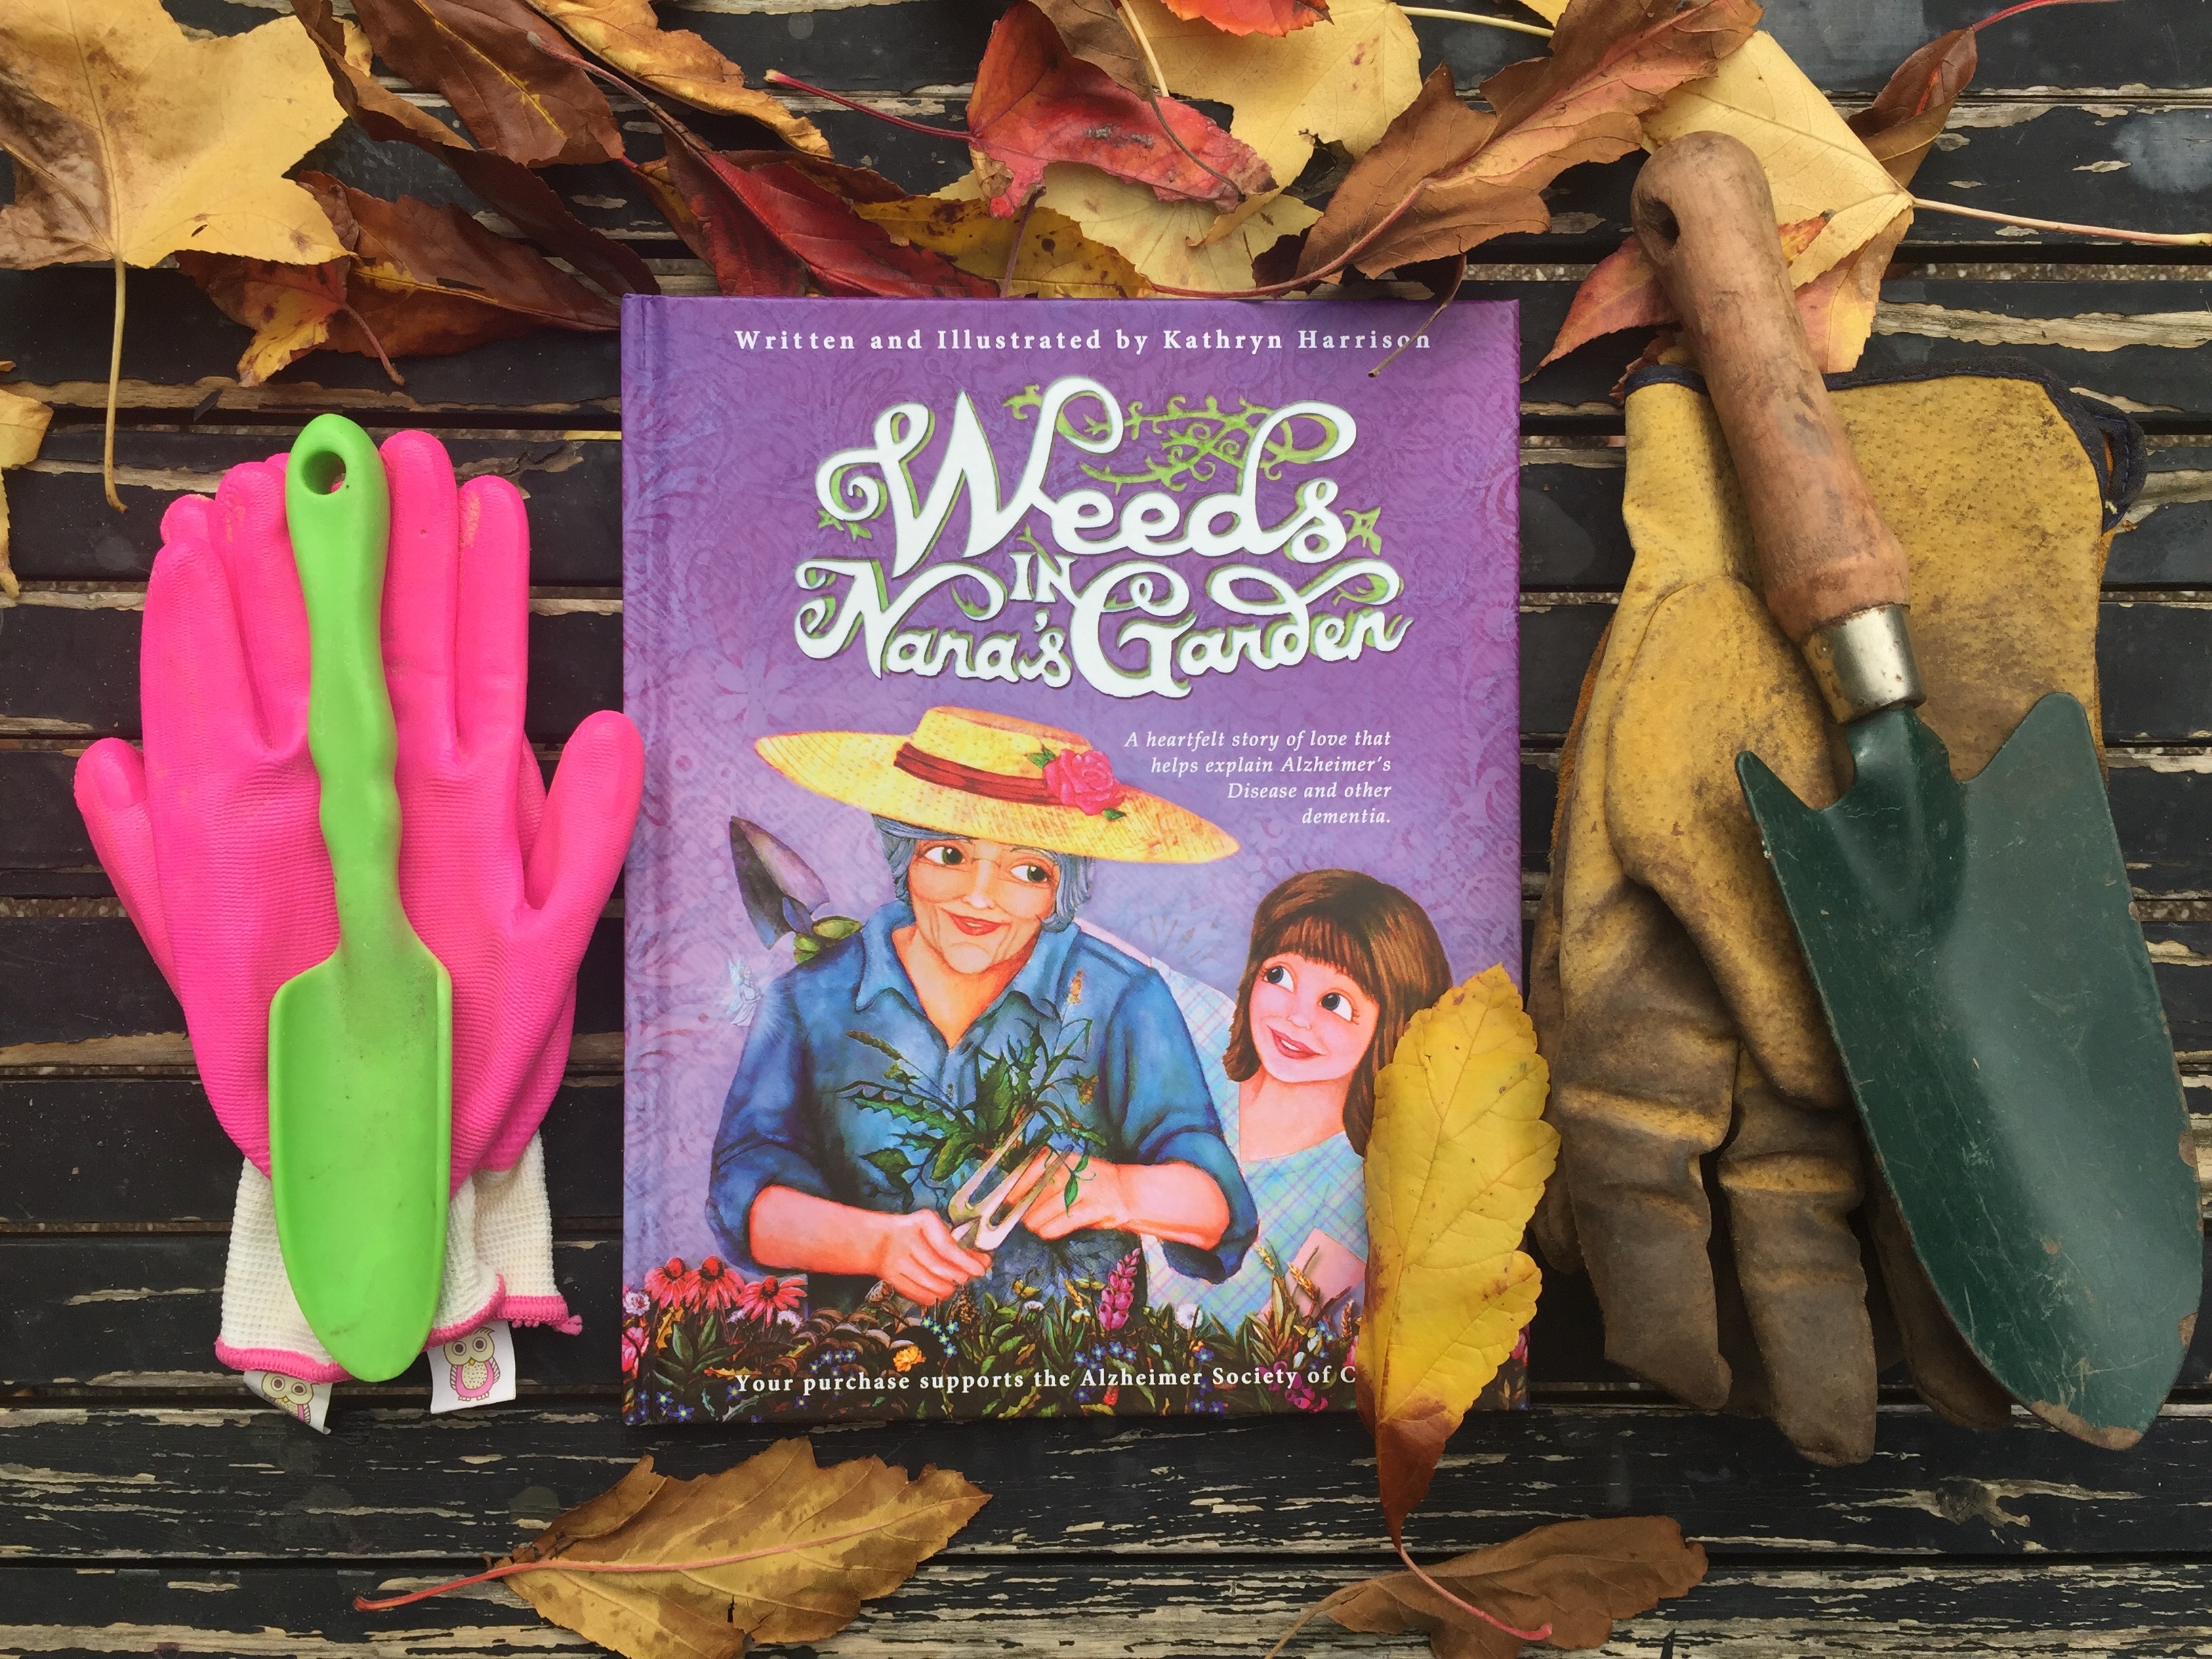 Written and Illustrated by Kathryn Harrison
Weeds
IN
Nana's Garden
A heartfelt story of love that
helps explain Alzheimer's
Disease and other
dementia.
Your purchase supports the Alzheimer Society of C